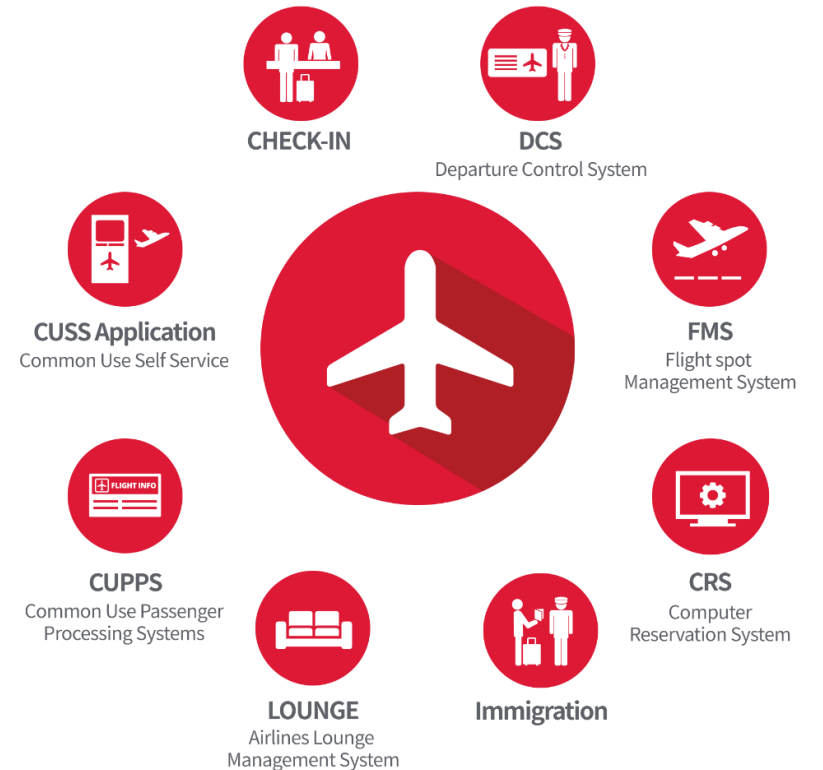 CHECK-IN
DCS
Departure Control System
CUSS Application
Common Use Self Service
FMS
Flight spot
Management System
FLIGHT INFO
CUPPS
Common Use Passenger
Processing Systems
CRS
Computer
Reservation System
LOUNGE
Airlines Lounge
Management System
Immigration